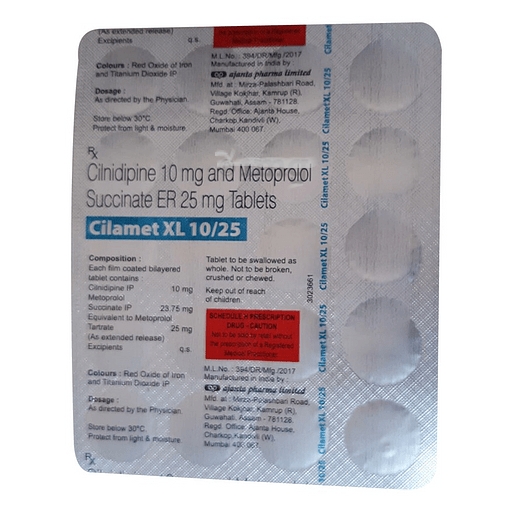 (As extended release)
Excipients q.s.
Colours : Red Oxide of Iron
and Titanium Dioxide IP
Dosage :
As directed by the Physician.
Store below 30°C.
Protect from light & moisture.
M.L.No. : 394/DR/Mfg./2017
Manufactured in India by :
ajanta pharma limited
Mfd. at : Mirza-Palashbari Road,
Village Kokjhar, Kamrup (R),
Guwahati, Assam - 781128.
Regd. Office: Ajanta House,
Charkop,Kandivli (W),
Mumbai 400 067.
Rx
Cilnidipine 10 mg and Metoprolol
Succinate ER 25 mg Tablets
Cilamet XL 10/25
Composition :
Each film coated bilayered
tablet contains :
Cilnidipine IP 10 mg
Metoprolol
Succinate IP 23.75 mg
Equivalent to Metoprolol
Tartrate 25 mg
(As extended release)
Excipients q.s.
Colours : Red Oxide of Iron
and Titanium Dioxide IP
Dosage :
As directed by the Physician.
Store below 30°C.
Protect from light & moisture.
Tablet to be swallowed as
whole. Not to be broken,
crushed or chewed.
Keep out of reach
of children.
SCHEDULE H PRESCRIPTION
DRUG - CAUTION
Not to be sold by retail without
the prescription of a Registered
Medical Practitioner.
M.L.No. : 394/DR/Mfg./2017
Manufactured in India by :
ajanta pharma limited
Mfd. at : Mirza-Palashbari Road,
Village Kokjhar, Kamrup (R),
Guwahati, Assam - 781128.
Regd. Office: Ajanta House,
Charkop,Kandivli (W),
Mumbai 400 067.
3023661
Cilamet XL 10/25
Cilamet XL 10/25
Cilamet XL 10/25
Cilamet XL 10/25
10/25
Rx